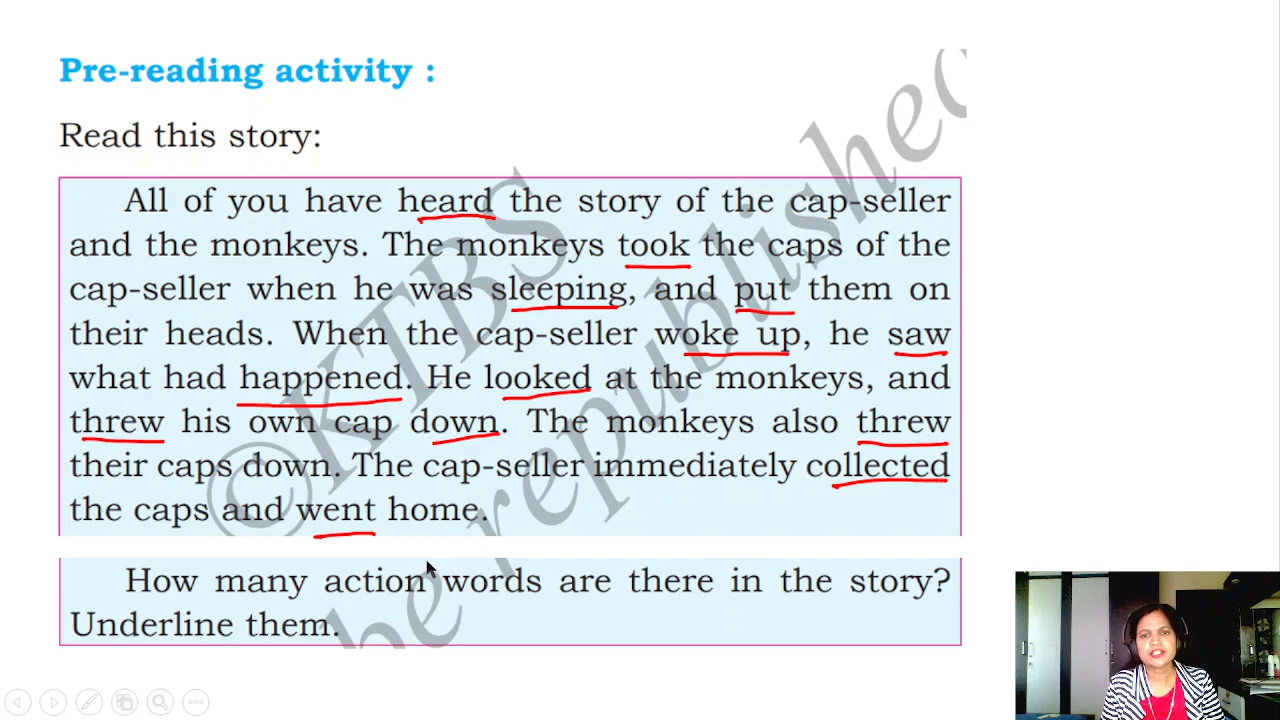 Pre-reading activity :
Read this story:
All of you have heard the story of the cap-seller
and the monkeys. The monkeys took the caps of the
cap-seller when he was sleeping, and put them on
their heads. When the cap-seller woke up, he saw
what had happened. He looked at the monkeys, and
threw his own cap down. The monkeys also threw
their caps down. The cap-seller immediately collected
the caps and went home.
How many action words are there in the story?
Underline them.
©KTBS
be republished